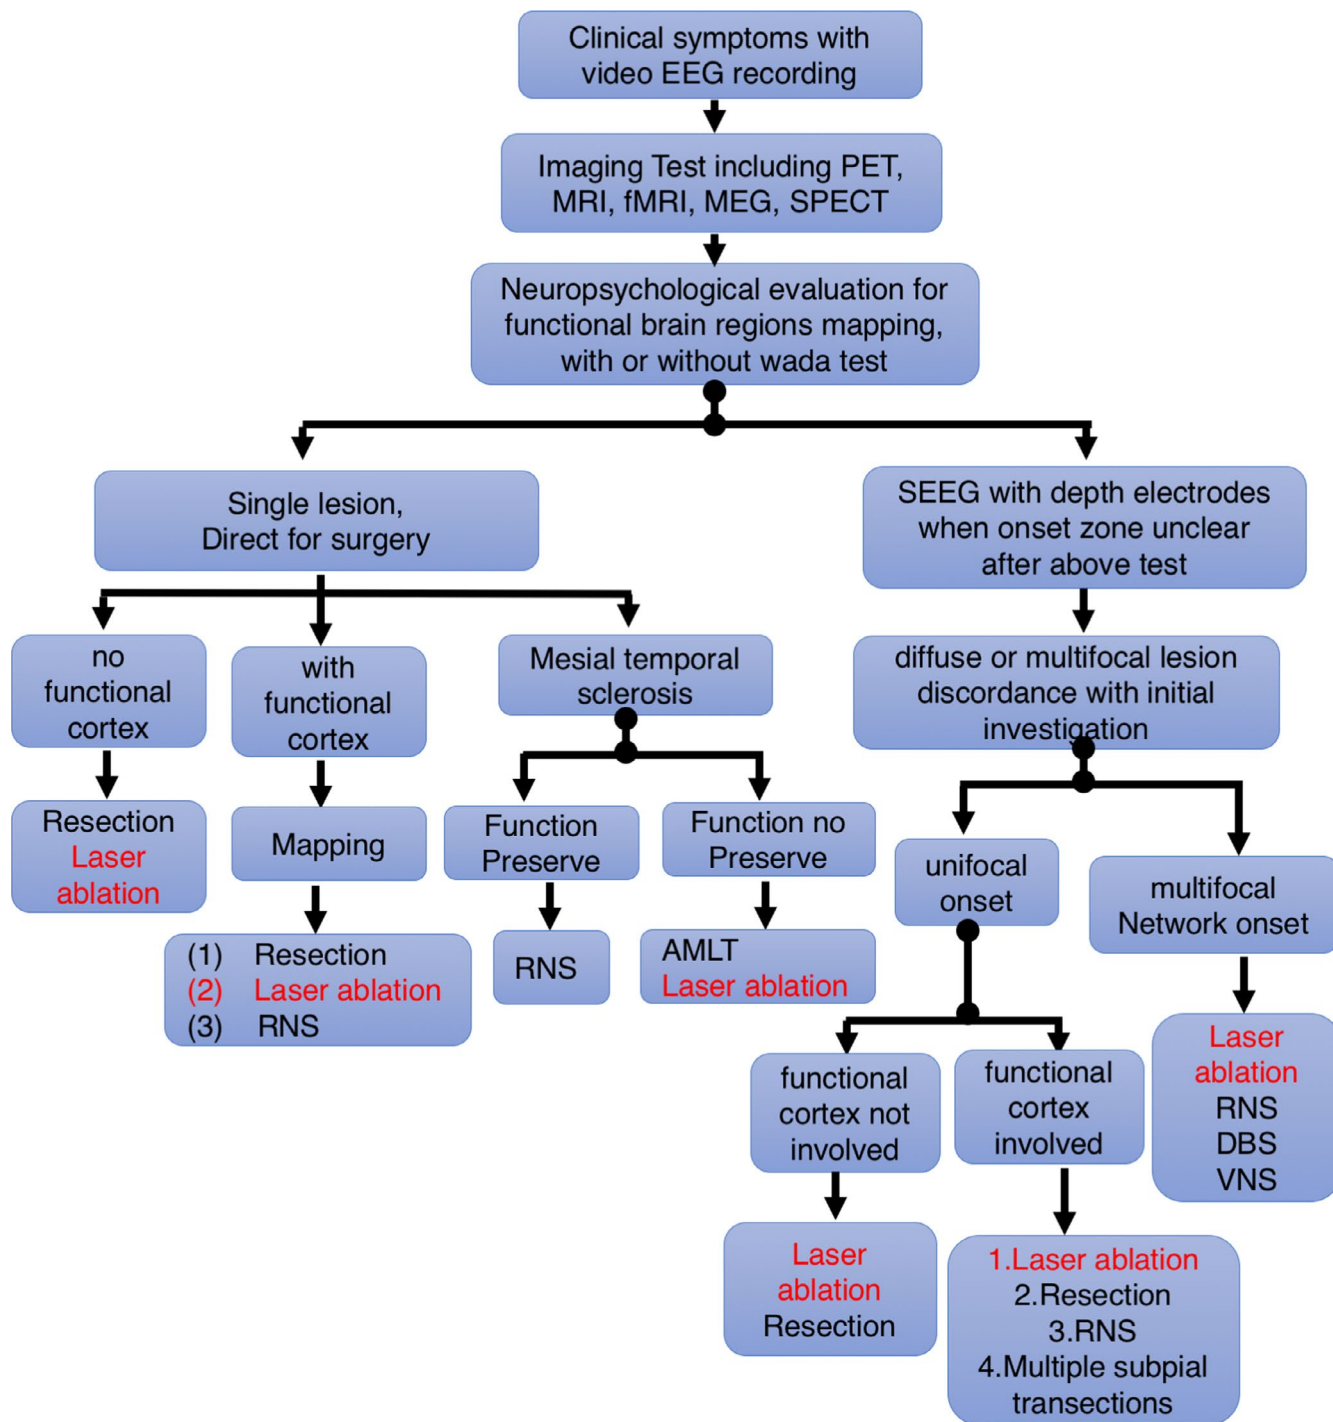 Clinical symptoms with
video EEG recording
Imaging Test including PET,
MRI, fMRI, MEG, SPECT
Neuropsychological evaluation for
functional brain regions mapping,
with or without wada test
Single lesion,
Direct for surgery
SEEG with depth electrodes
when onset zone unclear
after above test
no
functional
cortex
with
functional
cortex
Mesial temporal
sclerosis
diffuse or multifocal lesion
discordance with initial
investigation
Resection
Laser
ablation
Mapping
Function
Preserve
Function no
Preserve
unifocal
onset
multifocal
Network onset
(1) Resection
(2) Laser ablation
(3) RNS
RNS
AMLT
Laser ablation
functional
cortex not
involved
functional
cortex
involved
Laser
ablation
RNS
DBS
VNS
Laser
ablation
Resection
1.Laser ablation
2.Resection
3.RNS
4.Multiple subpial
transections